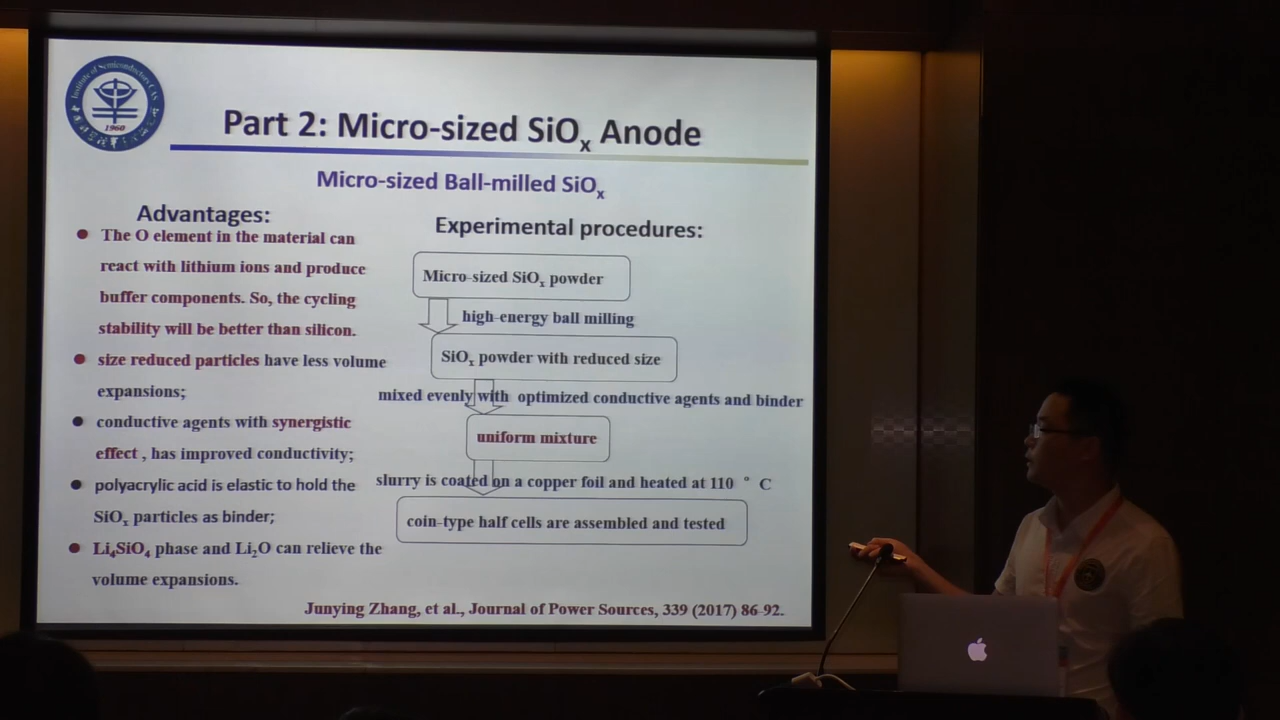 Institute of Semiconductors CAS
1960
Part 2: Micro-sized SiOₓ Anode
Micro-sized Ball-milled SiOₓ
Advantages:
The O element in the material can
react with lithium ions and produce
buffer components. So, the cycling
stability will be better than silicon.
size reduced particles have less volume
expansions;
conductive agents with synergistic
effect , has improved conductivity;
polyacrylic acid is elastic to hold the
SiOₓ particles as binder;
Li₄SiO₄ phase and Li₂O can relieve the
volume expansions.
Experimental procedures:
Micro-sized SiOₓ powder
high-energy ball milling
SiOₓ powder with reduced size
mixed evenly with optimized conductive agents and binder
uniform mixture
slurry is coated on a copper foil and heated at 110 ° C
coin-type half cells are assembled and tested
Junying Zhang, et al., Journal of Power Sources, 339 (2017) 86-92.